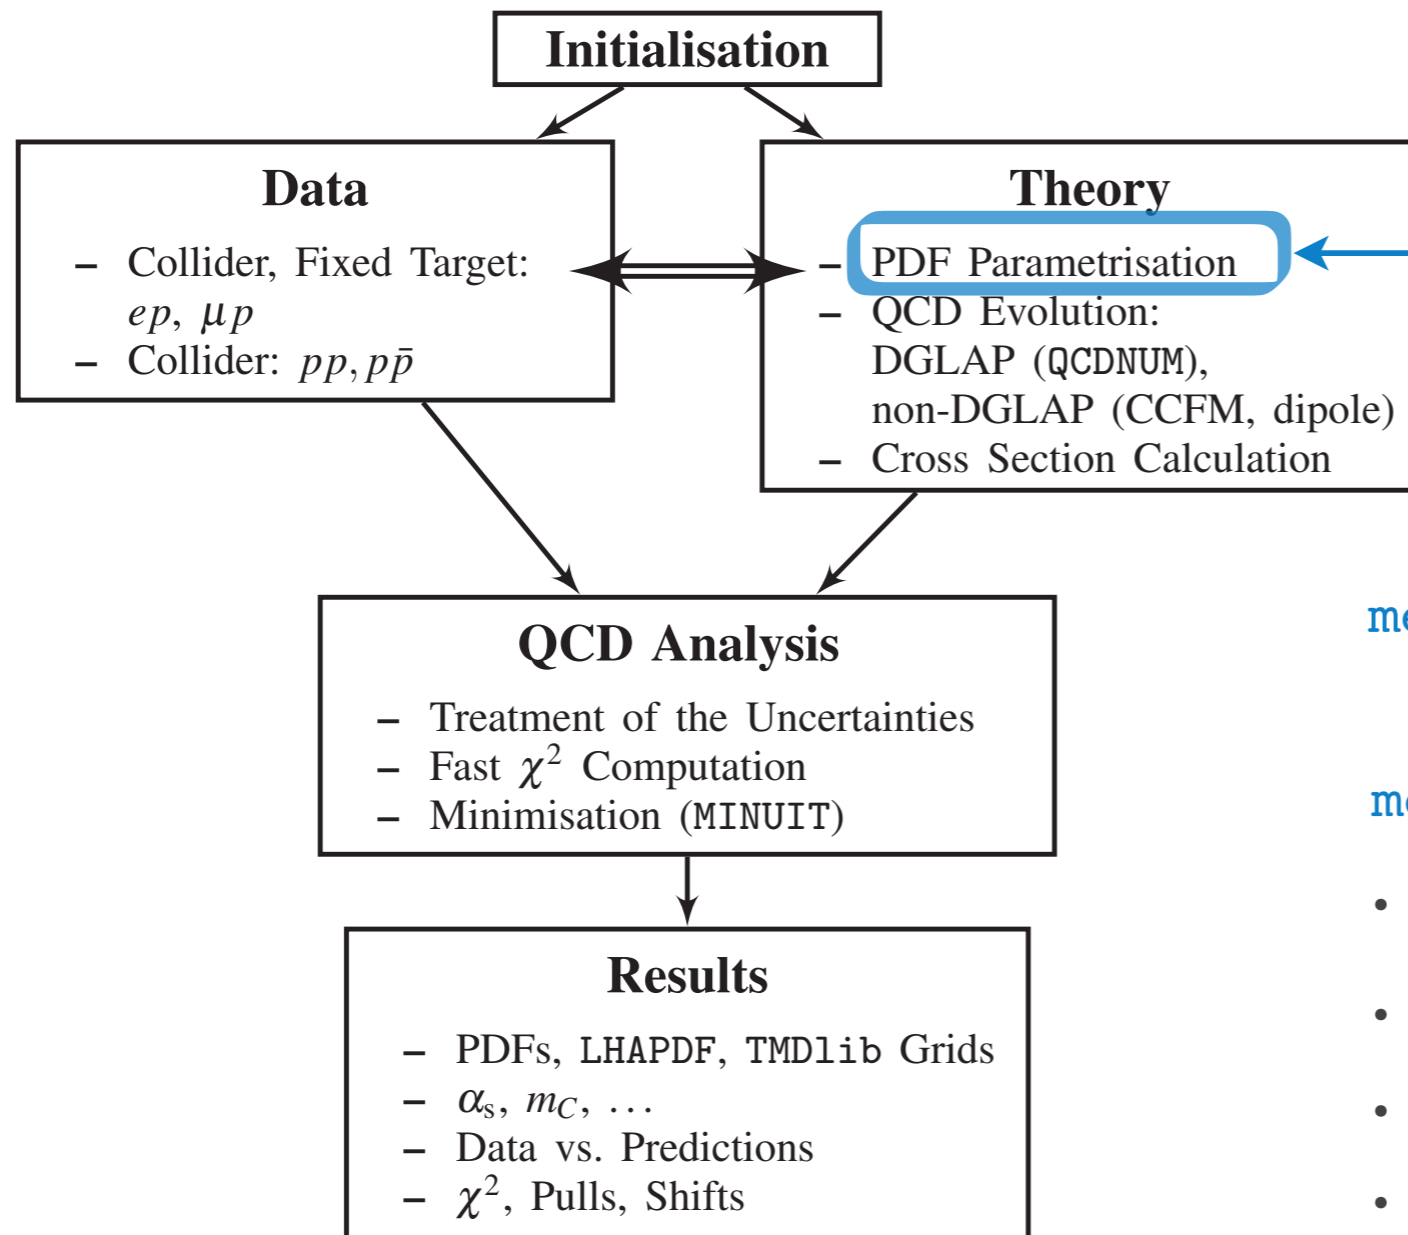 Initialisation
Data
– Collider, Fixed Target:
ep, μp
– Collider: pp, pp̄
Theory
– PDF Parametrisation
– QCD Evolution:
DGLAP (QCDNUM),
non-DGLAP (CCFM, dipole)
– Cross Section Calculation
QCD Analysis
– Treatment of the Uncertainties
– Fast χ² Computation
– Minimisation (MINUIT)
Results
– PDFs, LHAPDF, TMDlib Grids
– αₛ, m_C, …
– Data vs. Predictions
– χ², Pulls, Shifts